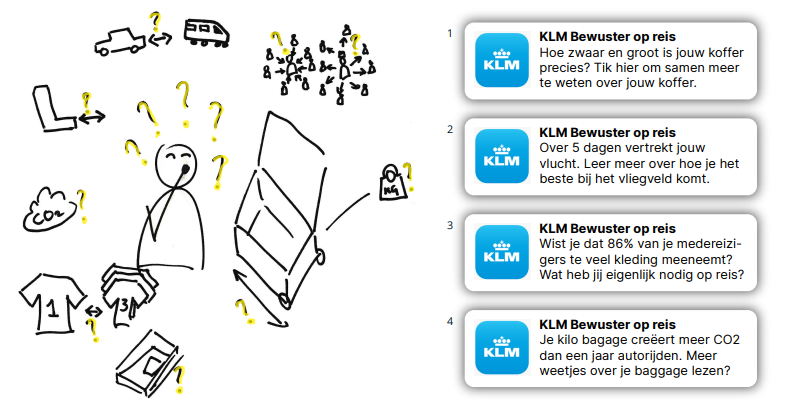 ?
?
?
?
?
?
?
?
?
?
CO2
?
KG
?
1
3
?
?
?
1
KLM
KLM Bewuster op reis
Hoe zwaar en groot is jouw koffer
precies? Tik hier om samen meer
te weten over jouw koffer.
2
KLM
KLM Bewuster op reis
Over 5 dagen vertrekt jouw
vlucht. Leer meer over hoe je het
beste bij het vliegveld komt.
3
KLM
KLM Bewuster op reis
Wist je dat 86% van je medereizi-
gers te veel kleding meeneemt?
Wat heb jij eigenlijk nodig op reis?
4
KLM
KLM Bewuster op reis
Je kilo bagage creëert meer CO2
dan een jaar autorijden. Meer
weetjes over je baggage lezen?